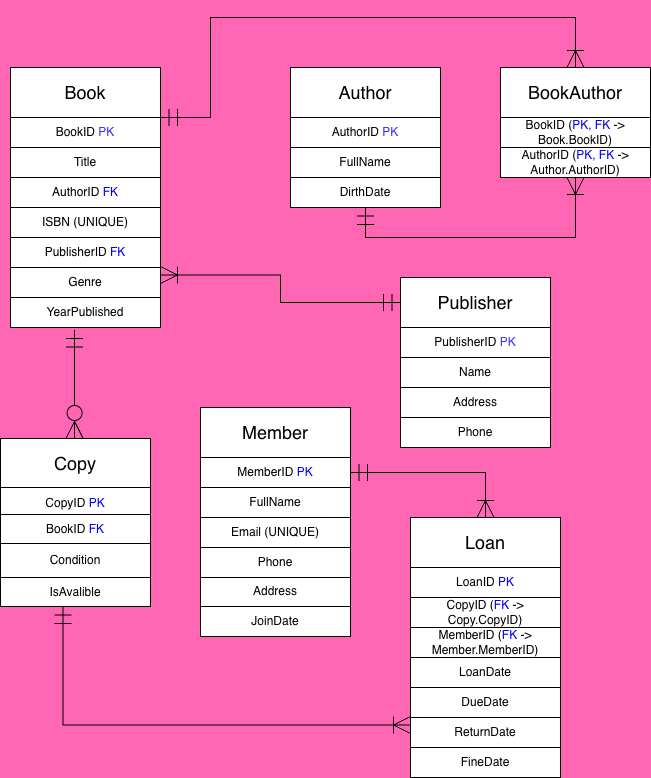 Book
BookID PK
Title
AuthorID FK
ISBN (UNIQUE)
PublisherID FK
Genre
YearPublished
Author
AuthorID PK
FullName
DirthDate
BookAuthor
BookID (PK, FK ->
Book.BookID)
AuthorID (PK, FK ->
Author.AuthorID)
Publisher
PublisherID PK
Name
Address
Phone
Member
MemberID PK
FullName
Email (UNIQUE)
Phone
Address
JoinDate
Copy
CopyID PK
BookID FK
Condition
IsAvalible
Loan
LoanID PK
CopyID (FK ->
Copy.CopyID)
MemberID (FK ->
Member.MemberID)
LoanDate
DueDate
ReturnDate
FineDate